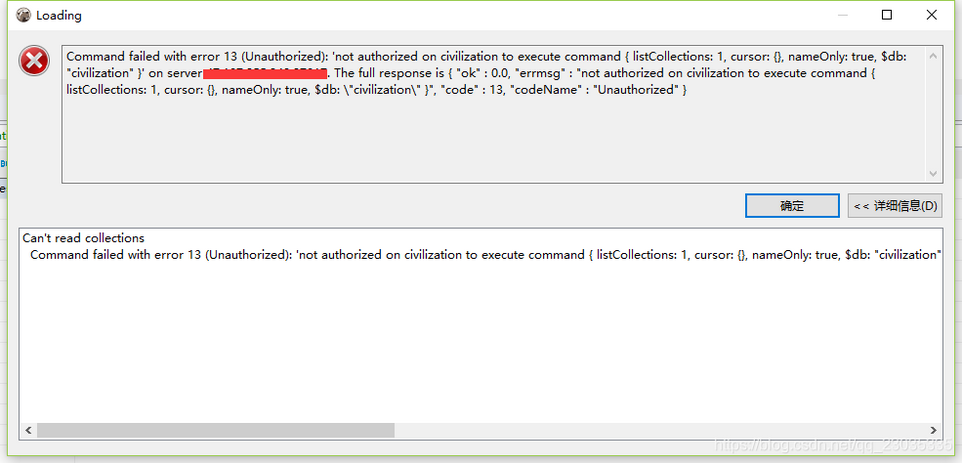 Loading
Command failed with error 13 (Unauthorized): 'not authorized on civilization to execute command { listCollections: 1, cursor: {}, nameOnly: true, $db:
"civilization" }' on server . The full response is { "ok" : 0.0, "errmsg" : "not authorized on civilization to execute command {
listCollections: 1, cursor: {}, nameOnly: true, $db: \"civilization\" }", "code" : 13, "codeName" : "Unauthorized" }
确定
<< 详细信息(D)
Can't read collections
Command failed with error 13 (Unauthorized): 'not authorized on civilization to execute command { listCollections: 1, cursor: {}, nameOnly: true, $db: "civilization"
https://blog.csdn.net/qq_23035335